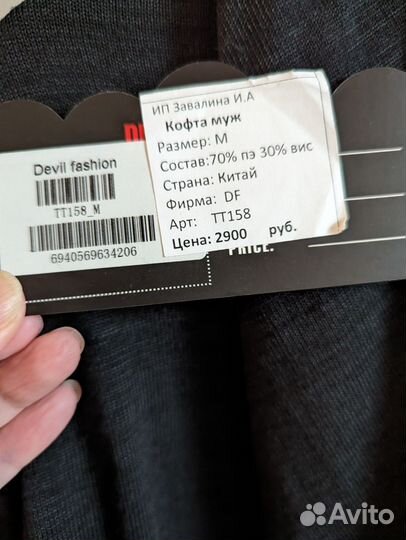 ИП Завалина И.А
Кофта муж
Размер: М
Состав:70% пэ 30% вис
Страна: Китай
Фирма: DF
Арт: TT158
Цена: 2900 руб.
Devil fashion
TT158_M
6940569634206
PRICE:
Avito